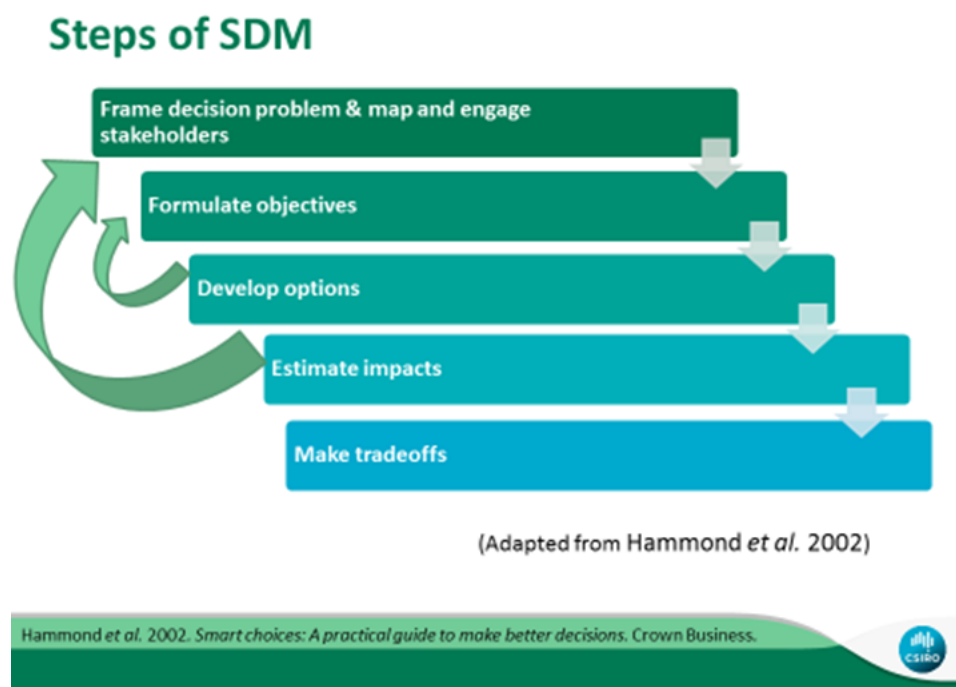 Steps of SDM
Frame decision problem & map and engage
stakeholders
Formulate objectives
Develop options
Estimate impacts
Make tradeoffs
(Adapted from Hammond et al. 2002)
Hammond et al. 2002. Smart choices: A practical guide to make better decisions. Crown Business.
CSIRO